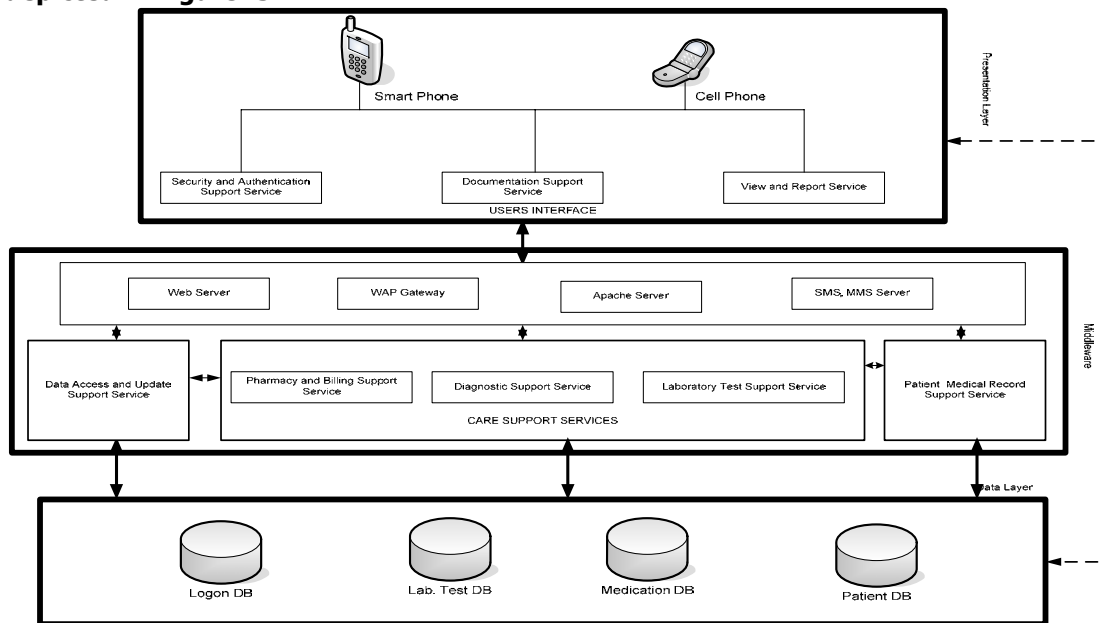 Smart Phone
Cell Phone
Presentation Layer
Security and Authentication
Support Service
Documentation Support
Service
View and Report Service
USERS INTERFACE
Web Server
WAP Gateway
Apache Server
SMS, MMS Server
Middleware
Data Access and Update
Support Service
Pharmacy and Billing Support
Service
Diagnostic Support Service
Laboratory Test Support Service
CARE SUPPORT SERVICES
Patient Medical Record
Support Service
Data Layer
Logon DB
Lab. Test DB
Medication DB
Patient DB